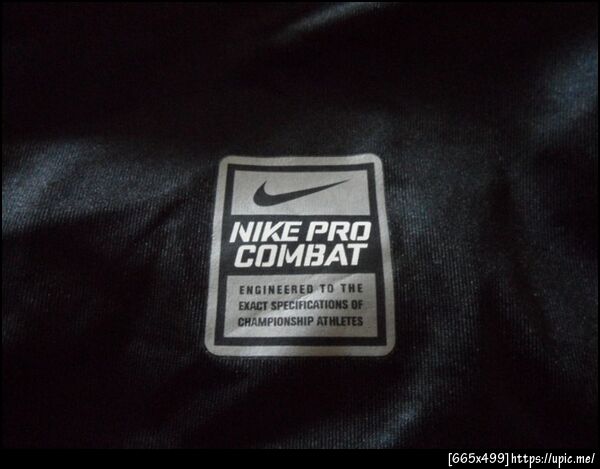 NIKE PRO
COMBAT
ENGINEERED TO THE
EXACT SPECIFICATIONS OF
CHAMPIONSHIP ATHLETES
[665x499]https://upic.me/